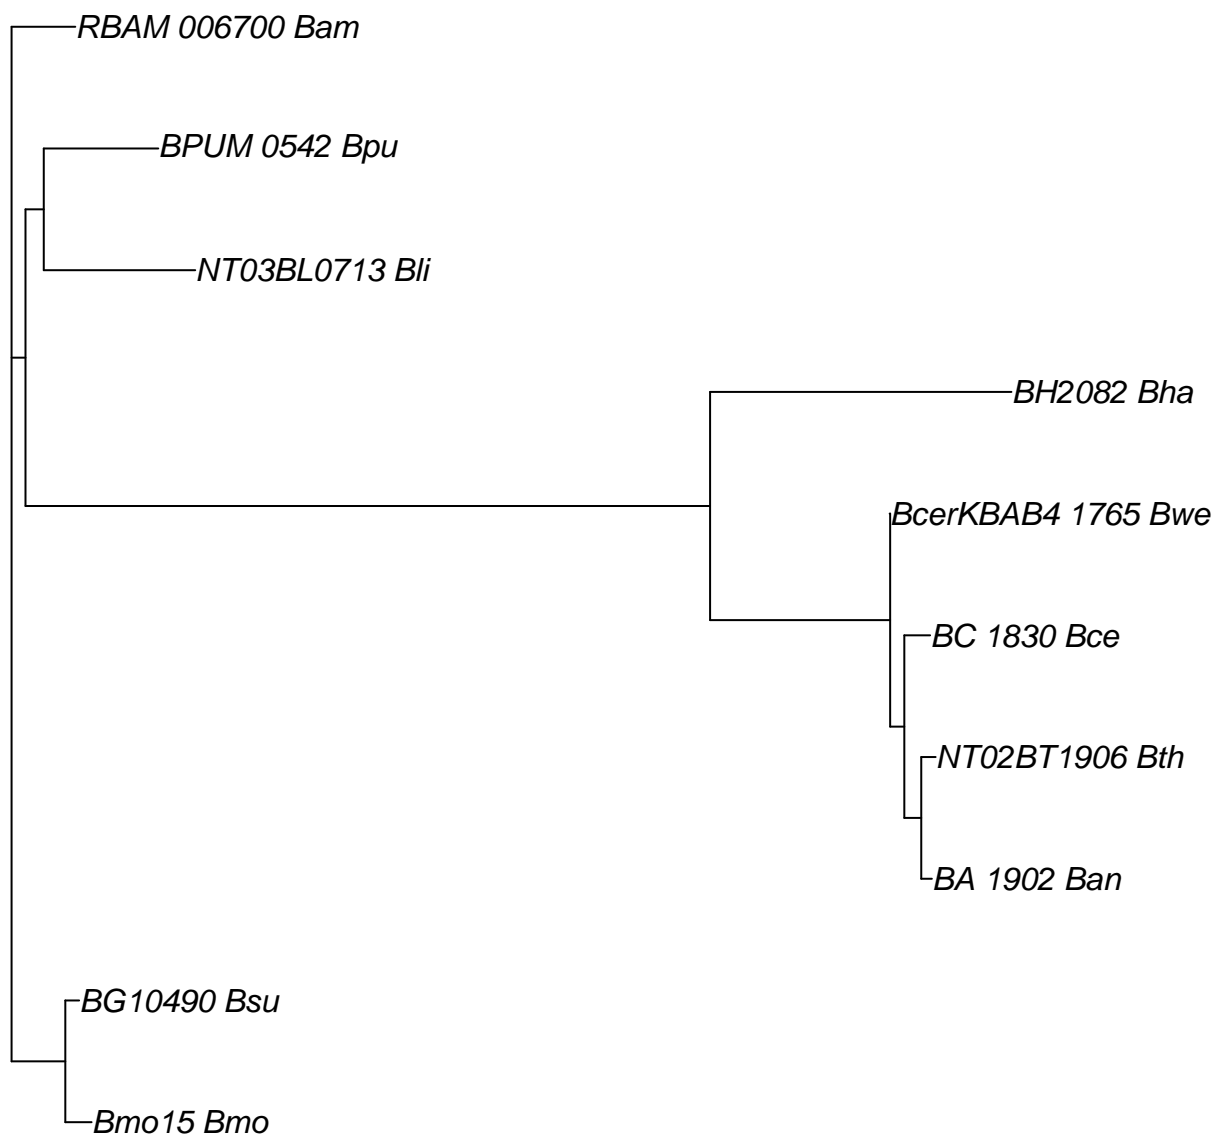 RBAM 006700 Bam
BPUM 0542 Bpu
NT03BL0713 Bli
BH2082 Bha
BcerKBAB4 1765 Bwe
BC 1830 Bce
NT02BT1906 Bth
BA 1902 Ban
BG10490 Bsu
Bmo15 Bmo